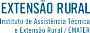 EXTENSÃO RURAL
Instituto de Assistência Técnica
e Extensão Rural / EMATER